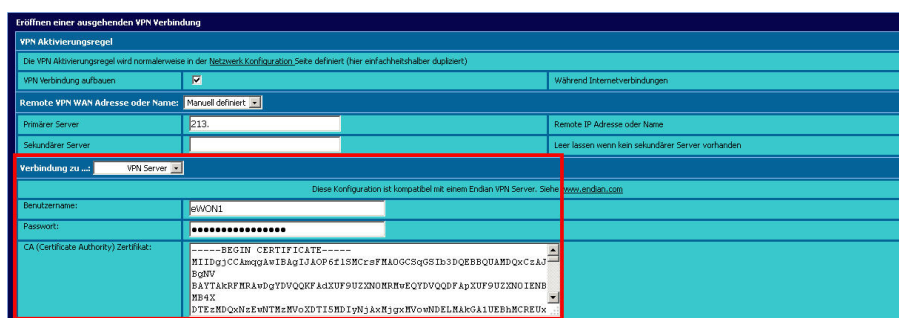 Eröffnen einer ausgehenden VPN Verbindung
VPN Aktivierungsregel
Die VPN Aktivierungsregel wird normalerweise in der Netzwerk Konfiguration Seite definiert (hier einfachheitshalber dupliziert)
VPN Verbindung aufbauen Während Internetverbindungen
Remote VPN WAN Adresse oder Name: Manuell definiert
Primärer Server 213. Remote IP Adresse oder Name
Sekundärer Server Leer lassen wenn kein sekundärer Server vorhanden
Verbindung zu ...: VPN Server
Diese Konfiguration ist kompatibel mit einem Endian VPN Server. Siehe www.endian.com
Benutzername: eWON1
Passwort: ●●●●●●●●●●●●●●●●
CA (Certificate Authority) Zertifikat: -----BEGIN CERTIFICATE-----
MIIDgjCCAmqgAwIBAgIJAOP6f1SMCrsFMA0GCSqGSIb3DQEBBQUAMDQxCzAJ
BgNV
BAYTAkRFMRAwDgYDVQQKFAdXUF9UZXN0MRMwEQYDVQQDFApXUF9UZXN0IENB
MB4X
DTEzMDQxNzEwNTMzMVoXDTI5MDIyNjAxMjgxMVowNDELMAkGA1UEBhMCREUx